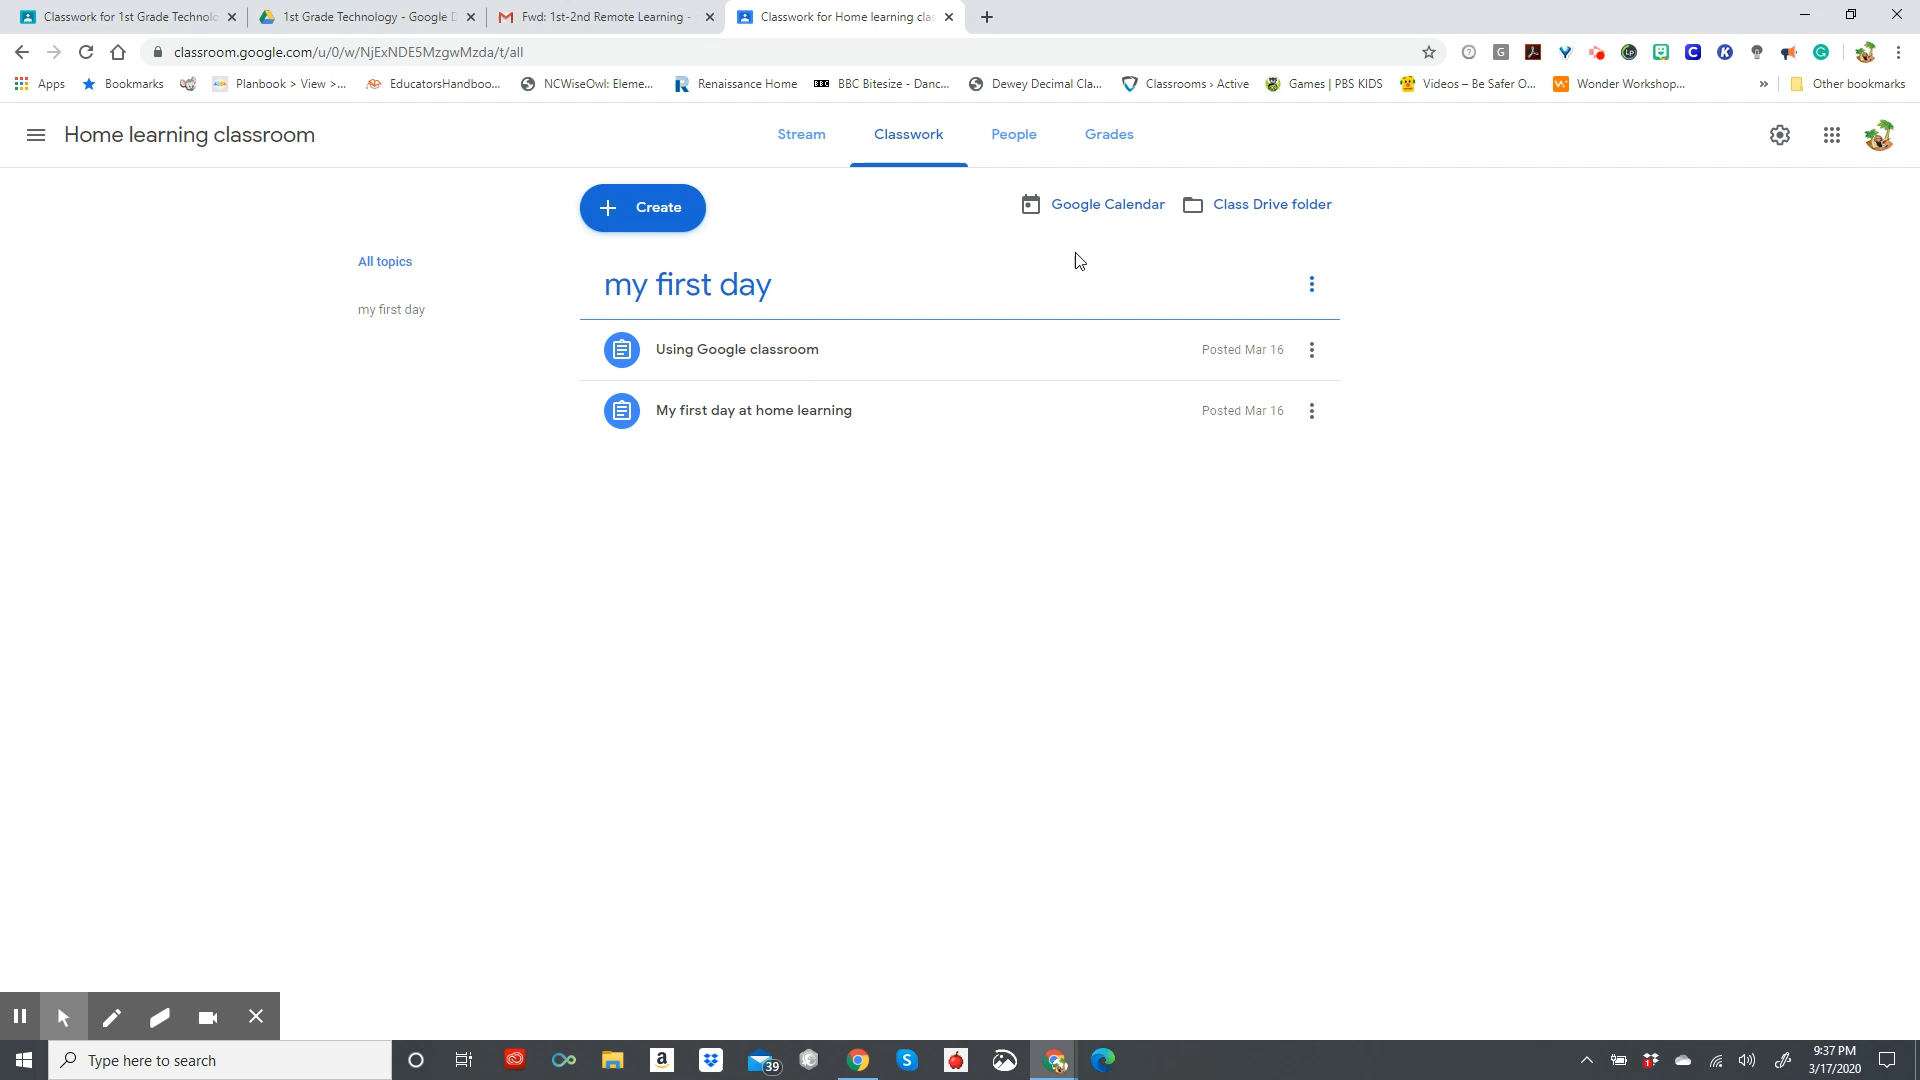 Classwork for 1st Grade Technolo
1st Grade Technology - Google D
Fwd: 1st-2nd Remote Learning -
Classwork for Home learning clas
classroom.google.com/u/0/w/NjExNDE5MzgwMzda/t/all
Apps
Bookmarks
Planbook > View >...
EducatorsHandboo...
NCWiseOwl: Eleme...
Renaissance Home
BBC Bitesize - Danc...
Dewey Decimal Cla...
Classrooms › Active
Games | PBS KIDS
Videos – Be Safer O...
Wonder Workshop...
»
Other bookmarks
Home learning classroom
Stream
Classwork
People
Grades
Create
Google Calendar
Class Drive folder
All topics
my first day
my first day
Using Google classroom
Posted Mar 16
My first day at home learning
Posted Mar 16
Type here to search
39
9:37 PM
3/17/2020